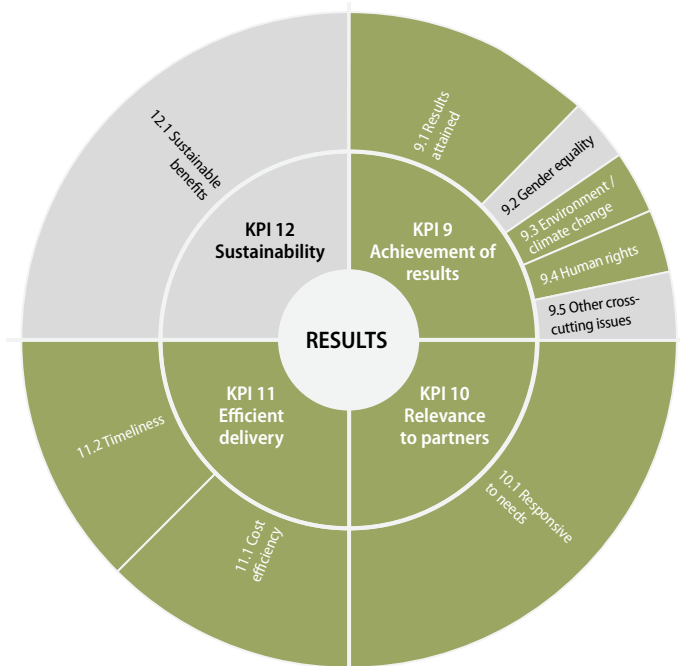 9.1 Results
attained
9.2 Gender equality
9.3 Environment /
climate change
9.4 Human rights
9.5 Other cross-
cutting issues
12.1 Sustainable
benefits
KPI 12
Sustainability
KPI 9
Achievement of
results
RESULTS
KPI 11
Efficient
delivery
KPI 10
Relevance
to partners
11.2 Timeliness
11.1 Cost
efficiency
10.1 Responsive
to needs